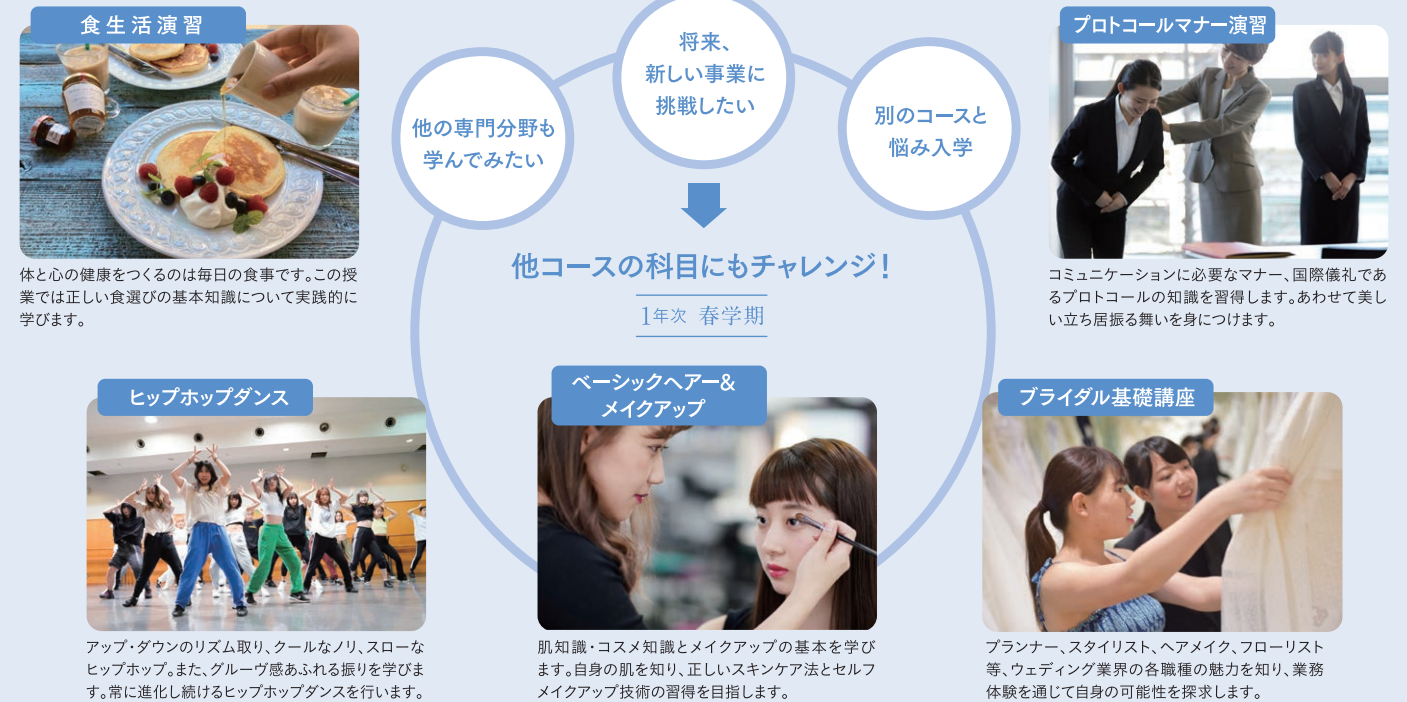 食生活演習
体と心の健康をつくるのは毎日の食事です。この授
業では正しい食選びの基本知識について実践的に
学びます。
他の専門分野も
学んでみたい
将来、
新しい事業に
挑戦したい
別のコースと
悩み入学
プロトコールマナー演習
コミュニケーションに必要なマナー、国際儀礼であ
るプロトコールの知識を習得します。あわせて美し
い立ち居振る舞いを身につけます。
他コースの科目にもチャレンジ！
1年次 春学期
ヒップホップダンス
アップ・ダウンのリズム取り、クールなノリ、スローな
ヒップホップ。また、グルーヴ感あふれる振りを学びま
す。常に進化し続けるヒップホップダンスを行います。
ベーシックヘアー&
メイクアップ
肌知識・コスメ知識とメイクアップの基本を学び
ます。自身の肌を知り、正しいスキンケア法とセルフ
メイクアップ技術の習得を目指します。
ブライダル基礎講座
プランナー、スタイリスト、ヘアメイク、フローリスト
等、ウェディング業界の各職種の魅力を知り、業務
体験を通じて自身の可能性を探求します。